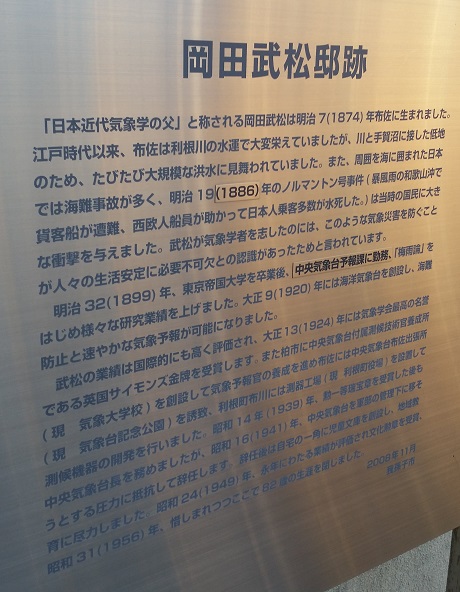 岡田武松邸跡
「日本近代気象学の父」と称される岡田武松は明治7(1874)年布佐に生まれました。
江戸時代以来、布佐は利根川の水運で大変栄えていましたが、川と手賀沼に接した低地
のため、たびたび大規模な洪水に見舞われていました。また、周囲を海に囲まれた日本
では海難事故が多く、明治19(1886)年のノルマントン号事件(暴風雨の和歌山沖で
貨客船が遭難、西欧人船員が助かって日本人乗客多数が水死した。)は当時の国民に大き
な衝撃を与えました。武松が気象学者を志したのには、このような気象災害を防ぐこと
が人々の生活安定に必要不可欠との認識があったためと言われています。
明治32(1899)年、東京帝国大学を卒業後、中央気象台予報課に勤務、「梅雨論」を
はじめ様々な研究業績を上げました。大正9(1920)年には海洋気象台を創設し、海難
防止と速やかな気象予報が可能になりました。
武松の業績は国際的にも高く評価され、大正13(1924)年には気象学会最高の名誉
である英国サイモンズ金牌を受賞します。また柏市に中央気象台付属測候技術官養成所
(現 気象大学校)を創設して気象予報官の養成を進め布佐には中央気象台布佐出張所
(現 気象台記念公園)を誘致、利根町布川には測器工場(現 利根町役場)を設置して
測候機器の開発を行いました。昭和14年(1939)年、勲一等瑞宝章を受賞した後も
中央気象台長を務めましたが、昭和16(1941)年、中央気象台を軍部の管理下に移そ
うとする圧力に抵抗して辞任します。辞任後は自宅の一角に児童文庫を創設し、地域教
育に尽力しました。昭和24(1949)年、永年にわたる業績が評価され文化勲章を受章、
昭和31(1956)年、惜しまれつつここで82歳の生涯を閉じました。
2006年11月
我孫子市